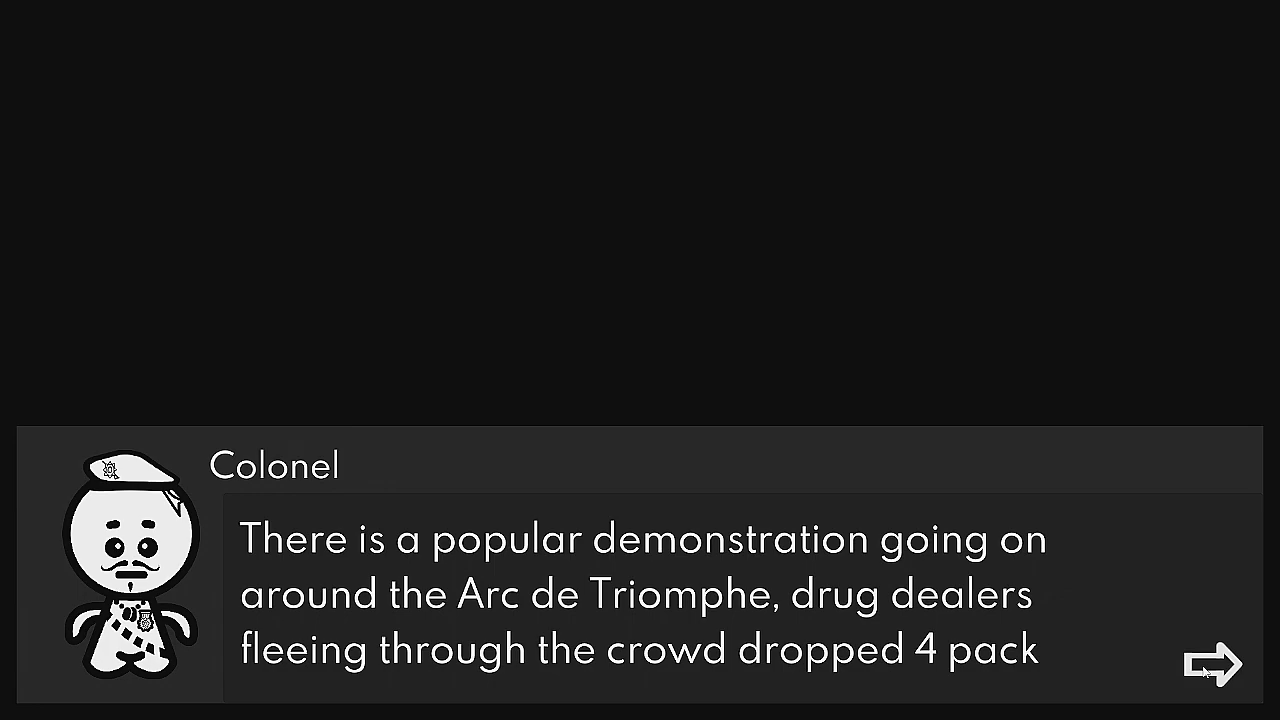 Colonel
There is a popular demonstration going on
around the Arc de Triomphe, drug dealers
fleeing through the crowd dropped 4 pack